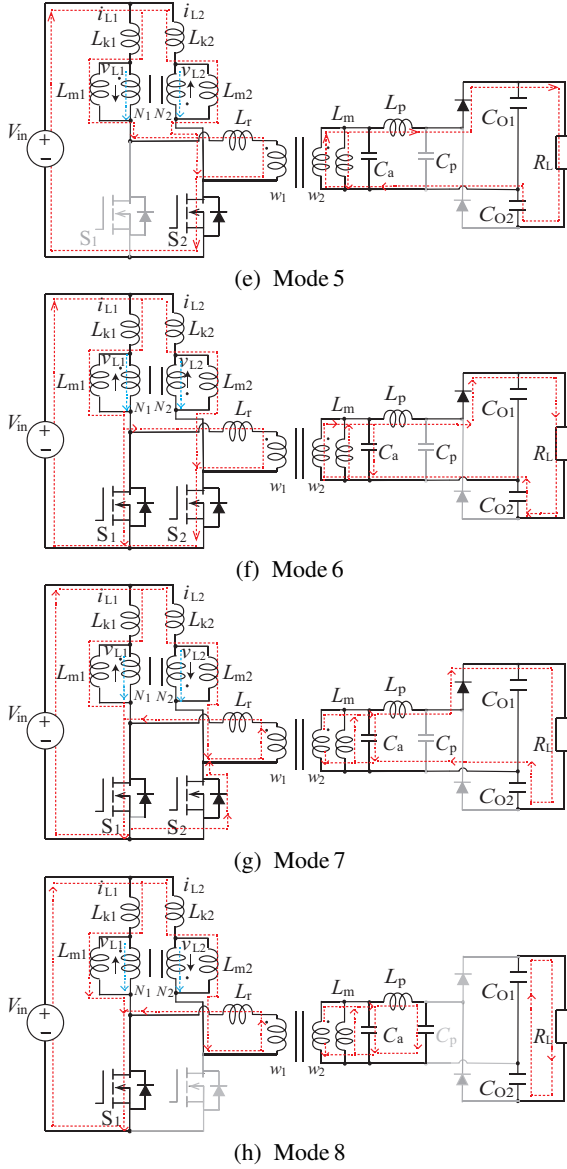 iL1 iL2
Lk1 Lk2
Lm1 vL1 N1 N2 vL2 Lm2
Vin Lr w1 w2 Lm Lp Ca Cp CO1 RL CO2
S1 S2
(e) Mode 5
iL1 iL2
Lk1 Lk2
Lm1 vL1 N1 N2 vL2 Lm2
Vin Lr w1 w2 Lm Lp Ca Cp CO1 RL CO2
S1 S2
(f) Mode 6
iL1 iL2
Lk1 Lk2
Lm1 vL1 N1 N2 vL2 Lm2
Vin Lr w1 w2 Lm Lp Ca Cp CO1 RL CO2
S1 S2
(g) Mode 7
iL1 iL2
Lk1 Lk2
Lm1 vL1 N1 N2 vL2 Lm2
Vin Lr w1 w2 Lm Lp Ca Cp CO1 RL CO2
S1 S2
(h) Mode 8